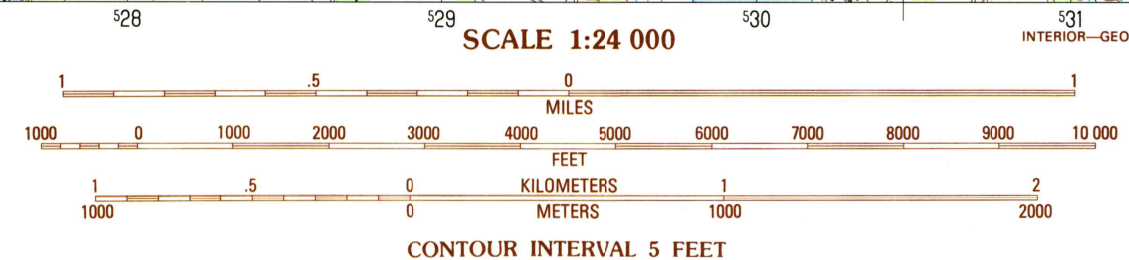 528 529 530 531
SCALE 1:24 000
INTERIOR—GEO
1 .5 0 1
MILES
1000 0 1000 2000 3000 4000 5000 6000 7000 8000 9000 10 000
FEET
1 .5 0 KILOMETERS 1 2
1000 0 METERS 1000 2000
CONTOUR INTERVAL 5 FEET